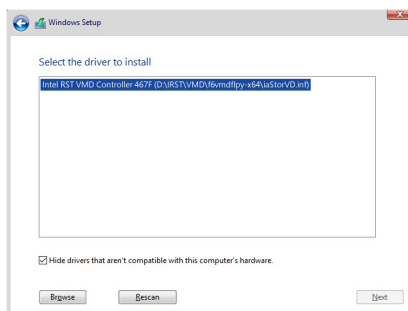 Windows Setup
Select the driver to install
Intel RST VMD Controller 467F (D:\IRST\VMD\f6vmdflpy-x64\iaStorVD.inf)
Hide drivers that aren't compatible with this computer's hardware.
Browse
Rescan
Next